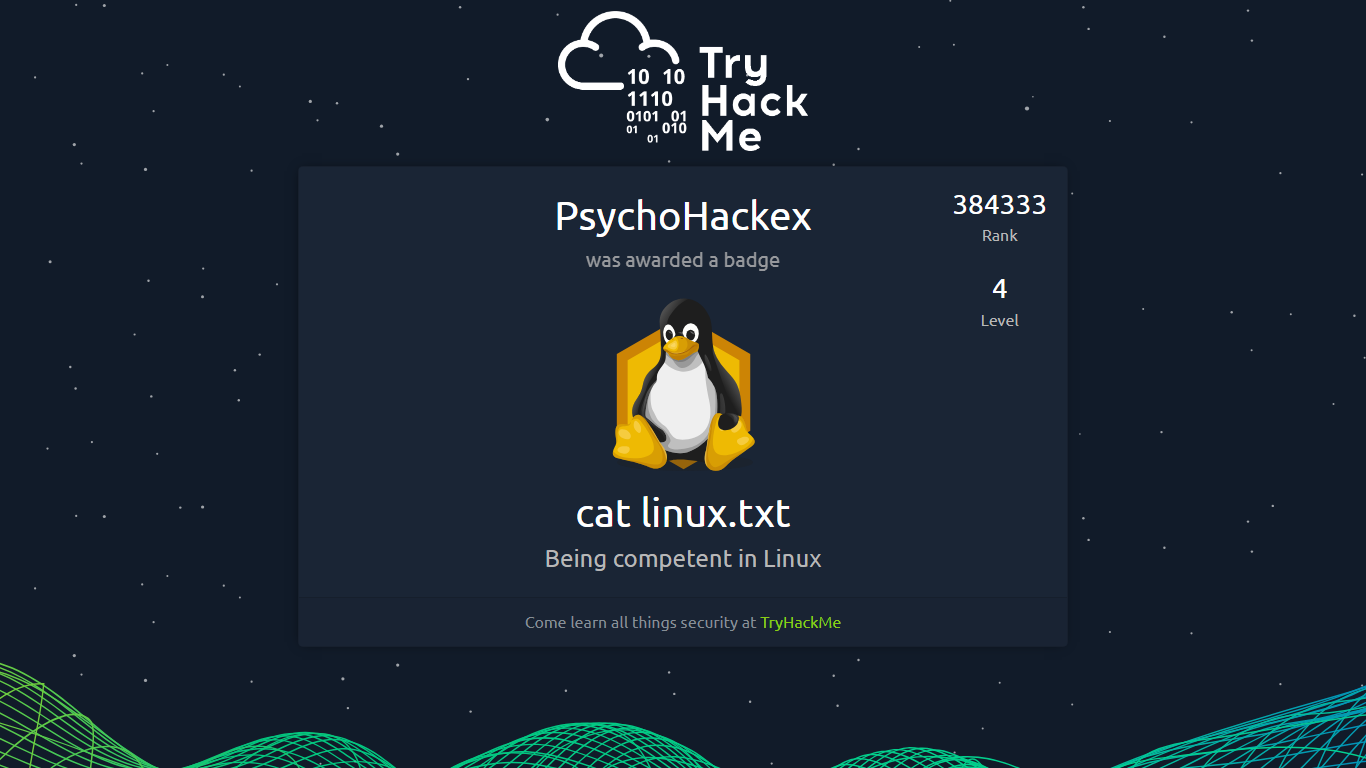 10 10
1110
0101 01
01 010
01
Try
Hack
Me
PsychoHackex
was awarded a badge
384333
Rank
4
Level
cat linux.txt
Being competent in Linux
Come learn all things security at TryHackMe